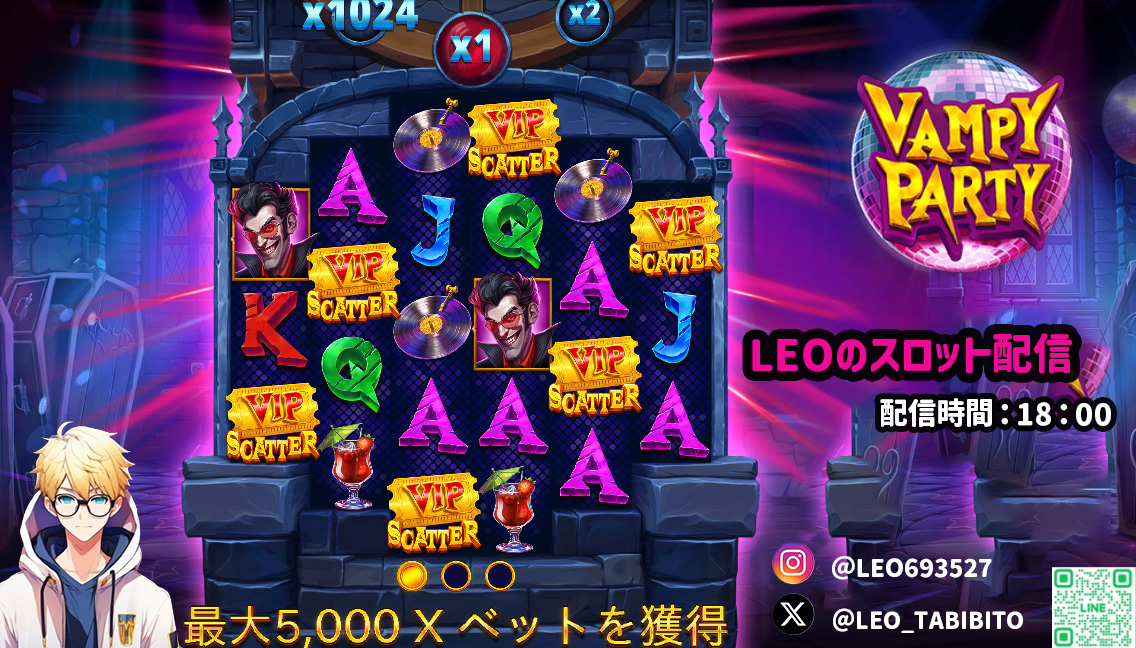 x1024
x1
x2
VIP
SCATTER
VIP
SCATTER
VIP
SCATTER
VIP
SCATTER
VIP
SCATTER
VIP
SCATTER
A
J
Q
A
K
J
Q
A
A
A
A
VAMPY
PARTY
LEOのスロット配信
配信時間：18：00
@LEO693527
@LEO_TABIBITO
LINE
最大5,000 X ベットを獲得